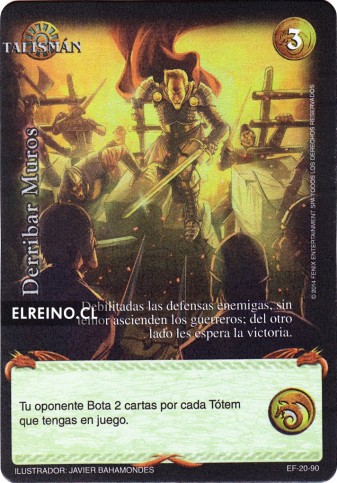 TALISMÁN
3
Derribar Muros
© 2014 FENIX ENTERTAINMENT SPA TODOS LOS DERECHOS RESERVADOS
ELREINO.CL
Debilitadas las defensas enemigas, sin
temor ascienden los guerreros; del otro
lado les espera la victoria.
Tu oponente Bota 2 cartas por cada Tótem
que tengas en juego.
ILUSTRADOR: JAVIER BAHAMONDES
EF-20-90